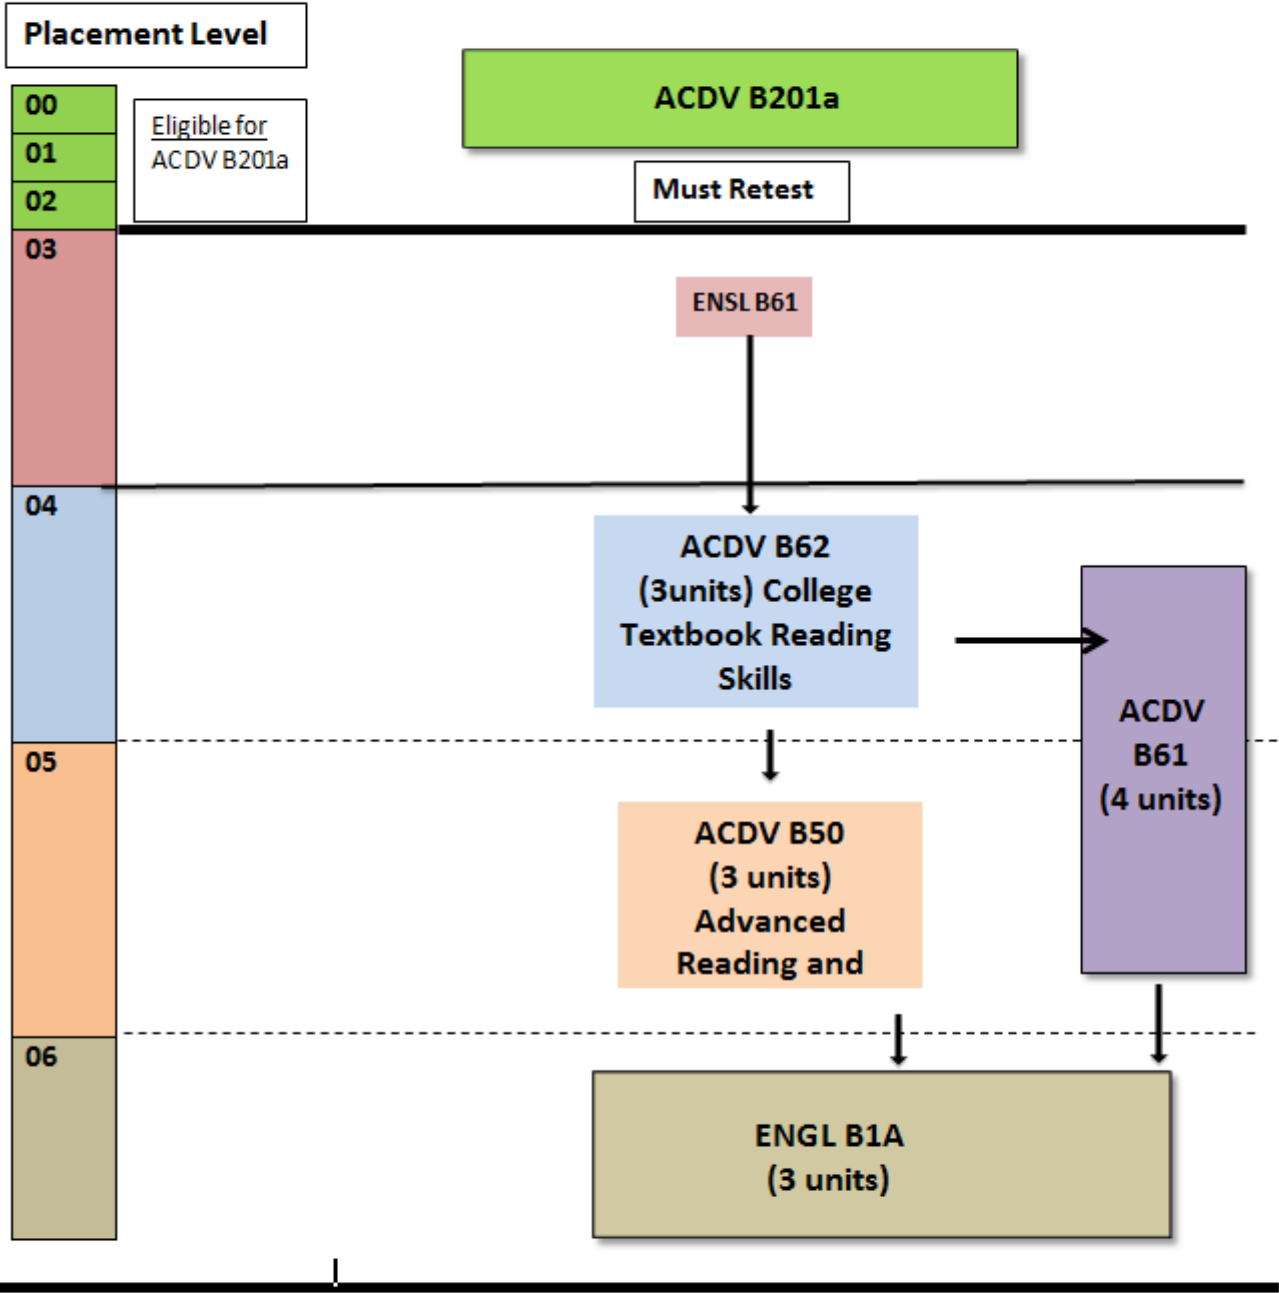 Placement Level
ACDV B201a
00
01
02
Eligible for
ACDV B201a
Must Retest
03
ENSL B61
04
ACDV B62
(3units) College
Textbook Reading
Skills
ACDV
B61
(4 units)
05
ACDV B50
(3 units)
Advanced
Reading and
06
ENGL B1A
(3 units)